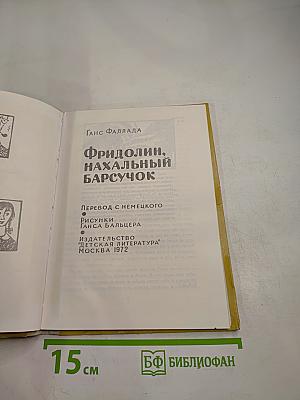 Ганс Фаллада
Фридолин,
нахальный
барсучок
Перевод с немецкого
Рисунки
Ганса Бальцера
Издательство
"Детская литература"
Москва 1972
15 см
БФ БИБЛИОФАН